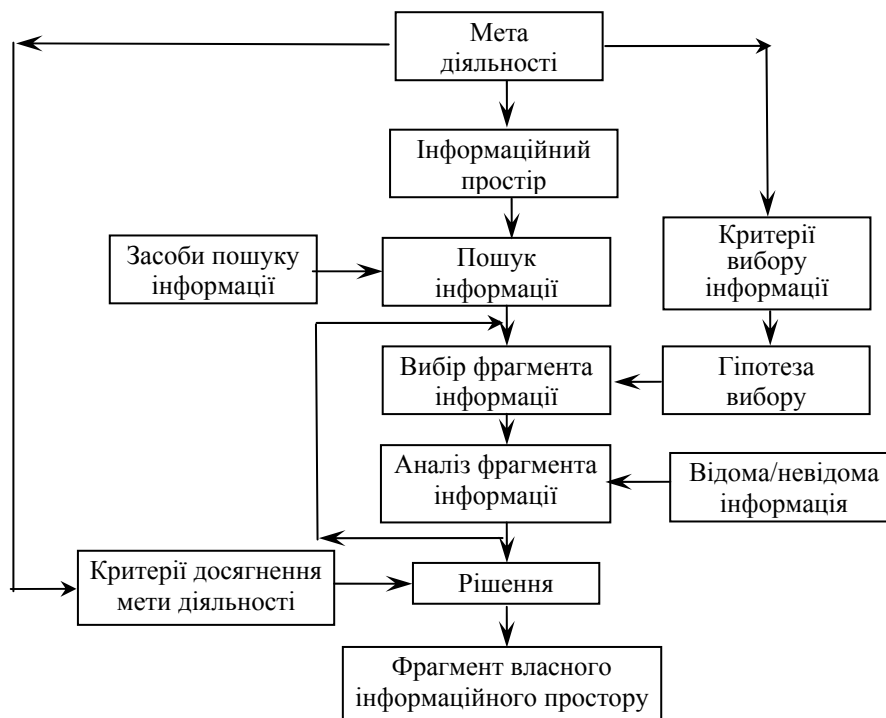 Мета
діяльності
Інформаційний
простір
Засоби пошуку
інформації
Пошук
інформації
Критерії
вибору
інформації
Вибір фрагмента
інформації
Гіпотеза
вибору
Аналіз фрагмента
інформації
Відома/невідома
інформація
Критерії досягнення
мети діяльності
Рішення
Фрагмент власного
інформаційного простору